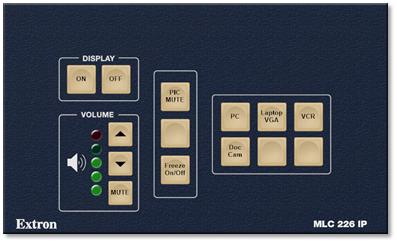 DISPLAY
ON OFF
VOLUME
MUTE
PIC
MUTE
Freeze
On/Off
PC
Laptop
VGA
VCR
Doc
Cam
Extron
MLC 226 IP